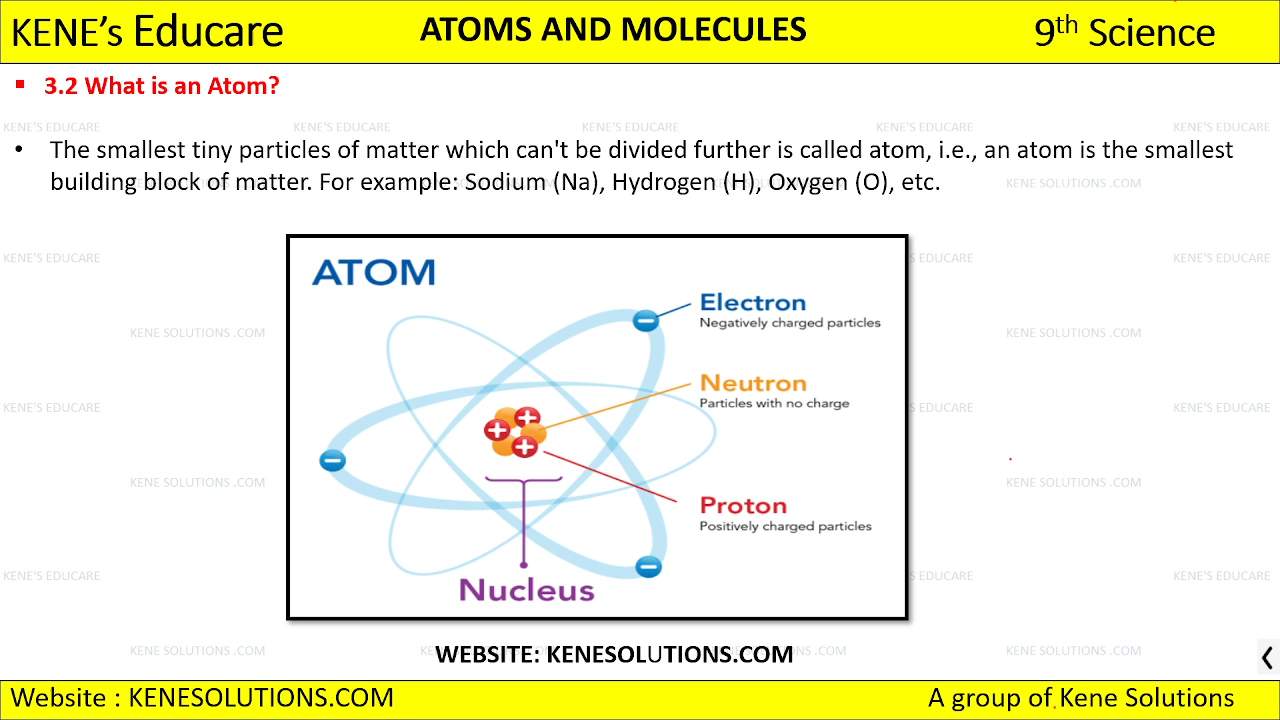 KENE's Educare
ATOMS AND MOLECULES
9th Science
▪ 3.2 What is an Atom?
KENE'S EDUCARE KENE'S EDUCARE KENE'S EDUCARE KENE'S EDUCARE KENE'S EDUCARE
• The smallest tiny particles of matter which can't be divided further is called atom, i.e., an atom is the smallest
building block of matter. For example: Sodium (Na), Hydrogen (H), Oxygen (O), etc.
KENE SOLUTIONS .COM
KENE'S EDUCARE S EDUCARE KENE'S EDUCARE
ATOM
Electron
Negatively charged particles
KENE SOLUTIONS .COM KENE SOLUTIONS .COM
Neutron
Particles with no charge
KENE'S EDUCARE S EDUCARE KENE'S EDUCARE
+ + +
− − −
KENE SOLUTIONS .COM KENE SOLUTIONS .COM
Proton
Positively charged particles
KENE'S EDUCARE S EDUCARE KENE'S EDUCARE
Nucleus
KENE SOLUTIONS .COM KENE SOLUTIONS .COM
WEBSITE: KENESOLUTIONS.COM
Website : KENESOLUTIONS.COM
A group of Kene Solutions